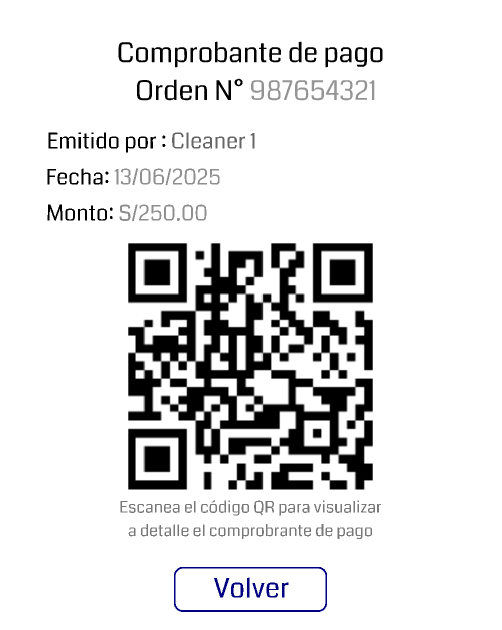 Comprobante de pago
Orden N° 987654321
Emitido por : Cleaner 1
Fecha: 13/06/2025
Monto: S/250.00
Escanea el código QR para visualizar
a detalle el comprobrante de pago
Volver